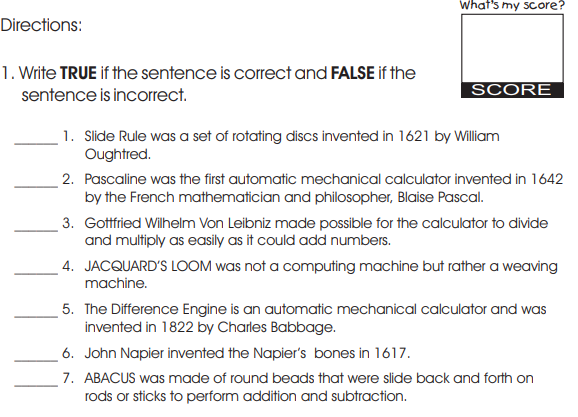 What's my score?
Directions:
SCORE
1. Write TRUE if the sentence is correct and FALSE if the
sentence is incorrect.
______ 1. Slide Rule was a set of rotating discs invented in 1621 by William
Oughtred.
______ 2. Pascaline was the first automatic mechanical calculator invented in 1642
by the French mathematician and philosopher, Blaise Pascal.
______ 3. Gottfried Wilhelm Von Leibniz made possible for the calculator to divide
and multiply as easily as it could add numbers.
______ 4. JACQUARD'S LOOM was not a computing machine but rather a weaving
machine.
______ 5. The Difference Engine is an automatic mechanical calculator and was
invented in 1822 by Charles Babbage.
______ 6. John Napier invented the Napier's bones in 1617.
______ 7. ABACUS was made of round beads that were slide back and forth on
rods or sticks to perform addition and subtraction.